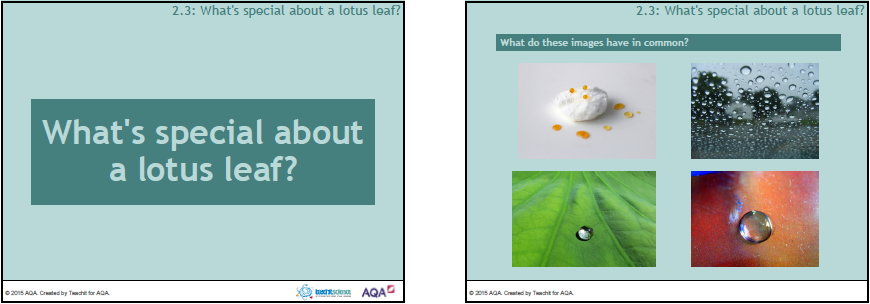 2.3: What's special about a lotus leaf?
What's special about
a lotus leaf?
© 2015 AQA. Created by Teachit for AQA.
teachit science
AQA
2.3: What's special about a lotus leaf?
What do these images have in common?
© 2015 AQA. Created by Teachit for AQA.